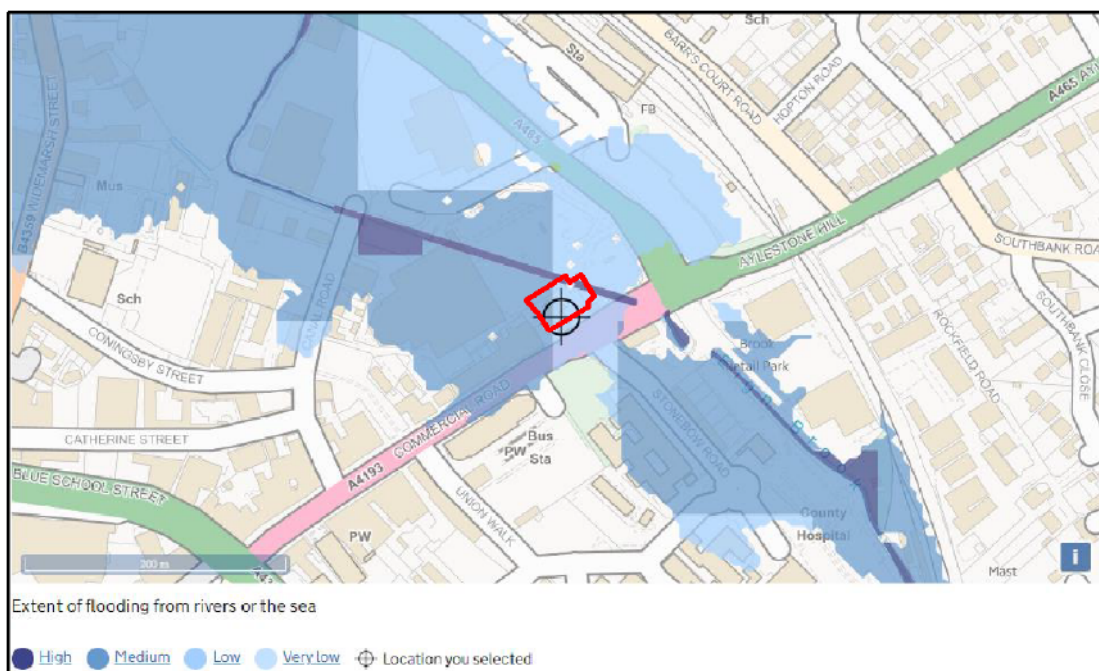 Sch
BARR'S COURT ROAD
HOPTON ROAD
A465
Sta
FB
A465
B4359 WIDEMARSH STREET
Mus
AYLESTONE HILL
SOUTHBANK ROA
Sch
CANAL ROAD
CONINGSBY STREET
ROCKFIELD ROAD
SOUTHBANK CLOSE
Brook
Retail Park
STONEBOW ROAD
CATHERINE STREET
A4193 COMMERCIAL ROAD
Bus
PW Sta
BLUE SCHOOL STREET
UNION WALK
County
Hospital
PW
200 m
Mast
i
Extent of flooding from rivers or the sea
High Medium Low Very low Location you selected